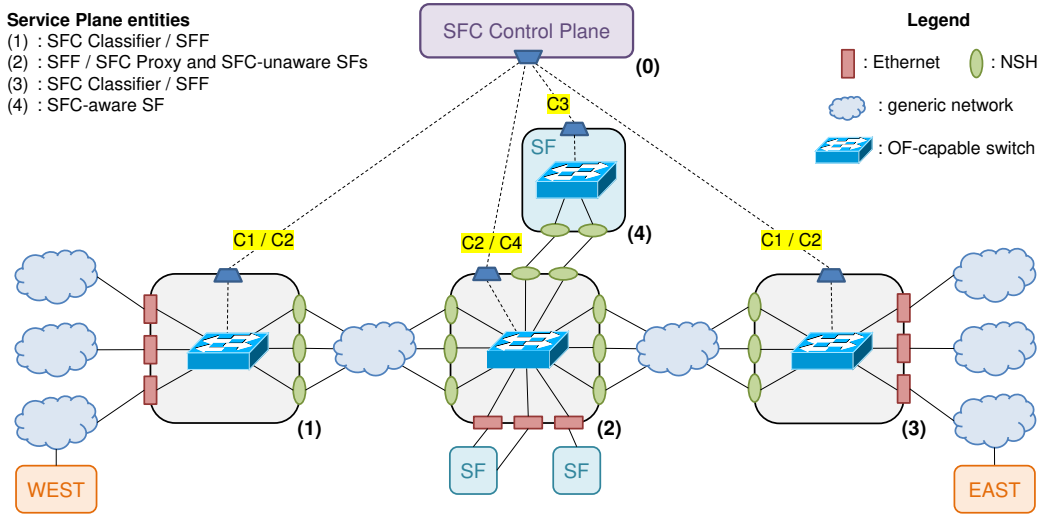 Service Plane entities
(1) : SFC Classifier / SFF
(2) : SFF / SFC Proxy and SFC-unaware SFs
(3) : SFC Classifier / SFF
(4) : SFC-aware SF
SFC Control Plane
(0)
Legend
: Ethernet
: NSH
: generic network
: OF-capable switch
C3
SF
(4)
C1 / C2
C2 / C4
C1 / C2
(1)
(2)
(3)
SF
SF
WEST
EAST